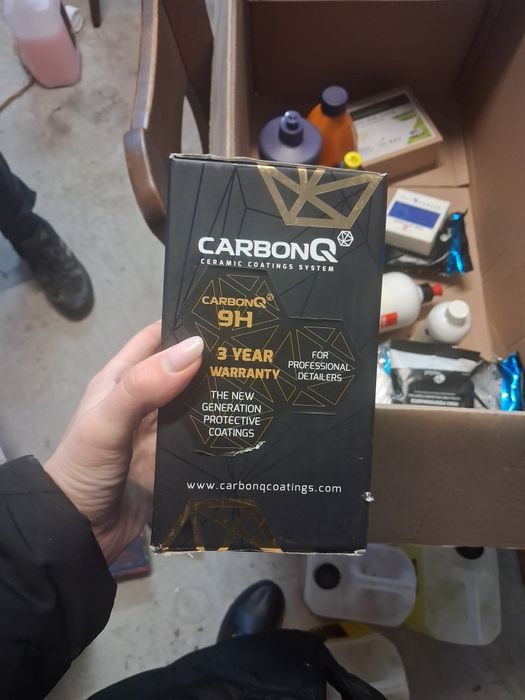 CARBONQ®
CERAMIC COATINGS SYSTEM
CARBONQ®
9H
3 YEAR
WARRANTY
FOR
PROFESSIONAL
DETAILERS
THE NEW
GENERATION
PROTECTIVE
COATINGS
www.carbonqcoatings.com